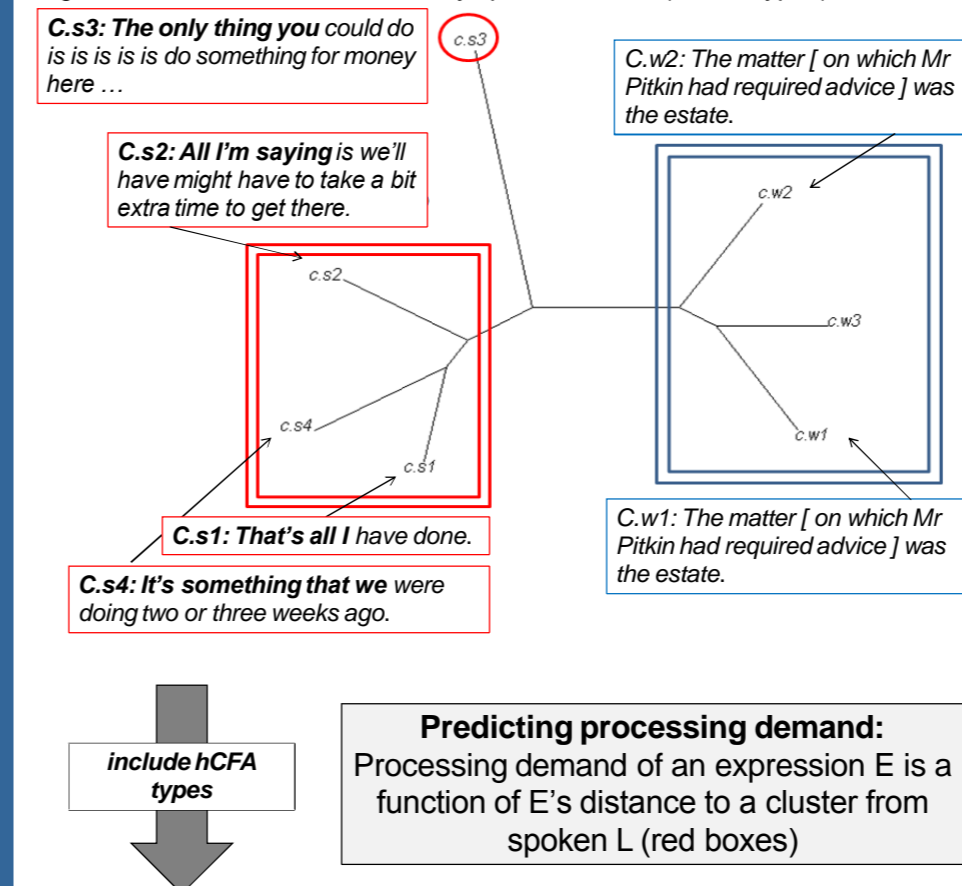 C.s3: The only thing you could do
is is is is is do something for money
here …
c.s3
C.w2: The matter [ on which Mr
Pitkin had required advice ] was
the estate.
C.s2: All I'm saying is we'll
have might have to take a bit
extra time to get there.
c.w2
c.s2
c.w3
c.s4
c.w1
c.s1
C.s1: That's all I have done.
C.w1: The matter [ on which Mr
Pitkin had required advice ] was
the estate.
C.s4: It's something that we were
doing two or three weeks ago.
include hCFA
types
Predicting processing demand:
Processing demand of an expression E is a
function of E's distance to a cluster from
spoken L (red boxes)